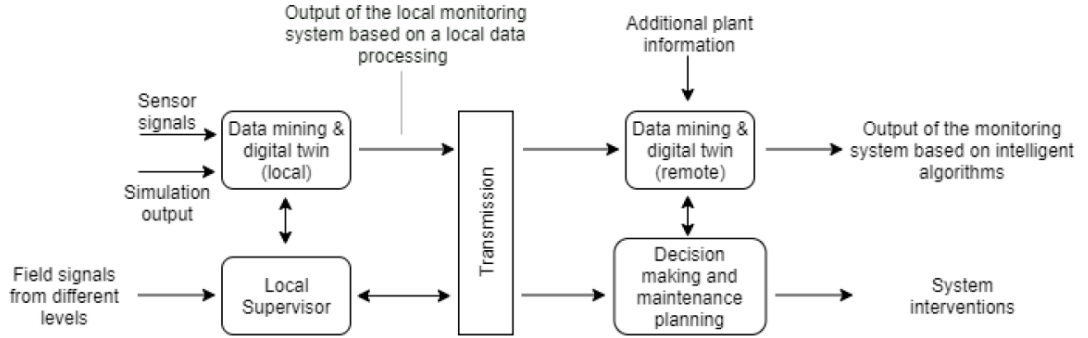 Output of the local monitoring
system based on a local data
processing
Additional plant
information
Sensor
signals
Data mining &
digital twin
(local)
Simulation
output
Transmission
Data mining &
digital twin
(remote)
Output of the monitoring
system based on intelligent
algorithms
Field signals
from different
levels
Local
Supervisor
Decision
making and
maintenance
planning
System
interventions